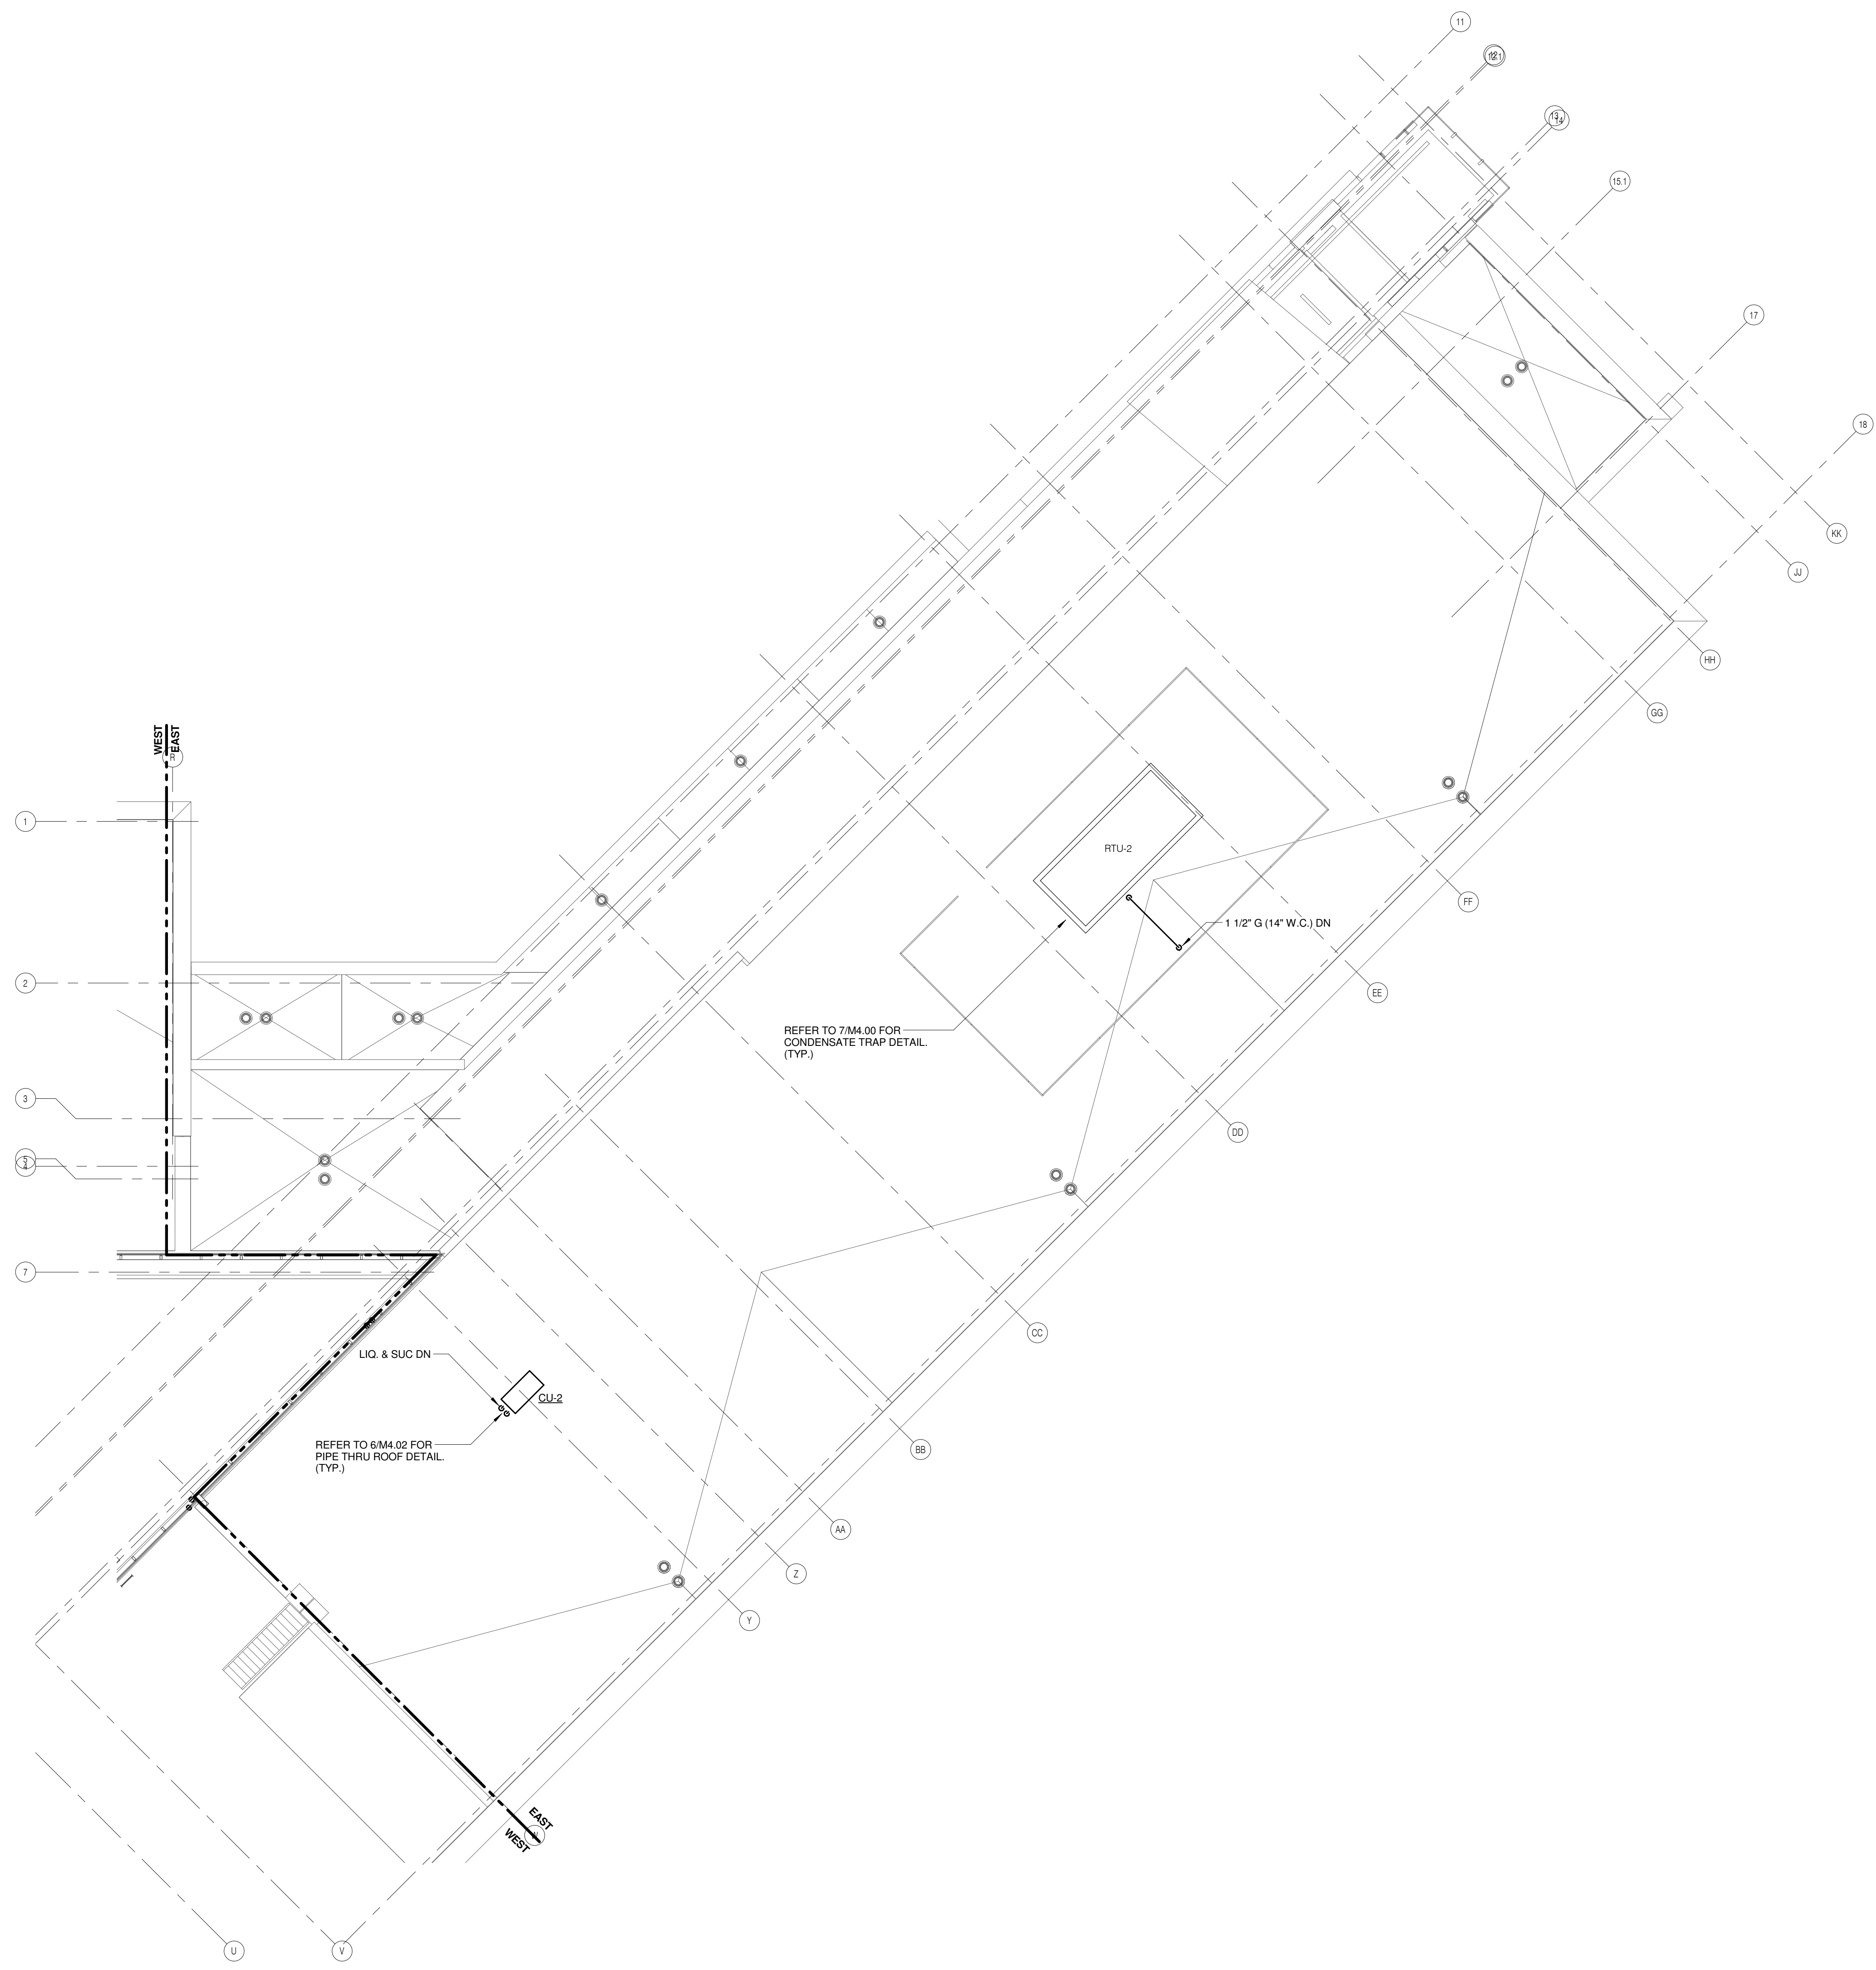 11
12.1
13
14
15.1
17
18
KK
JJ
HH
GG
WEST
EAST
R
1
RTU-2
FF
1 1/2" G (14" W.C.) DN
2
EE
REFER TO 7/M4.00 FOR
CONDENSATE TRAP DETAIL.
(TYP.)
3
DD
5
4
7
CC
LIQ. & SUC DN
CU-2
REFER TO 6/M4.02 FOR
PIPE THRU ROOF DETAIL.
(TYP.)
BB
AA
Z
Y
EAST
WEST
U
V